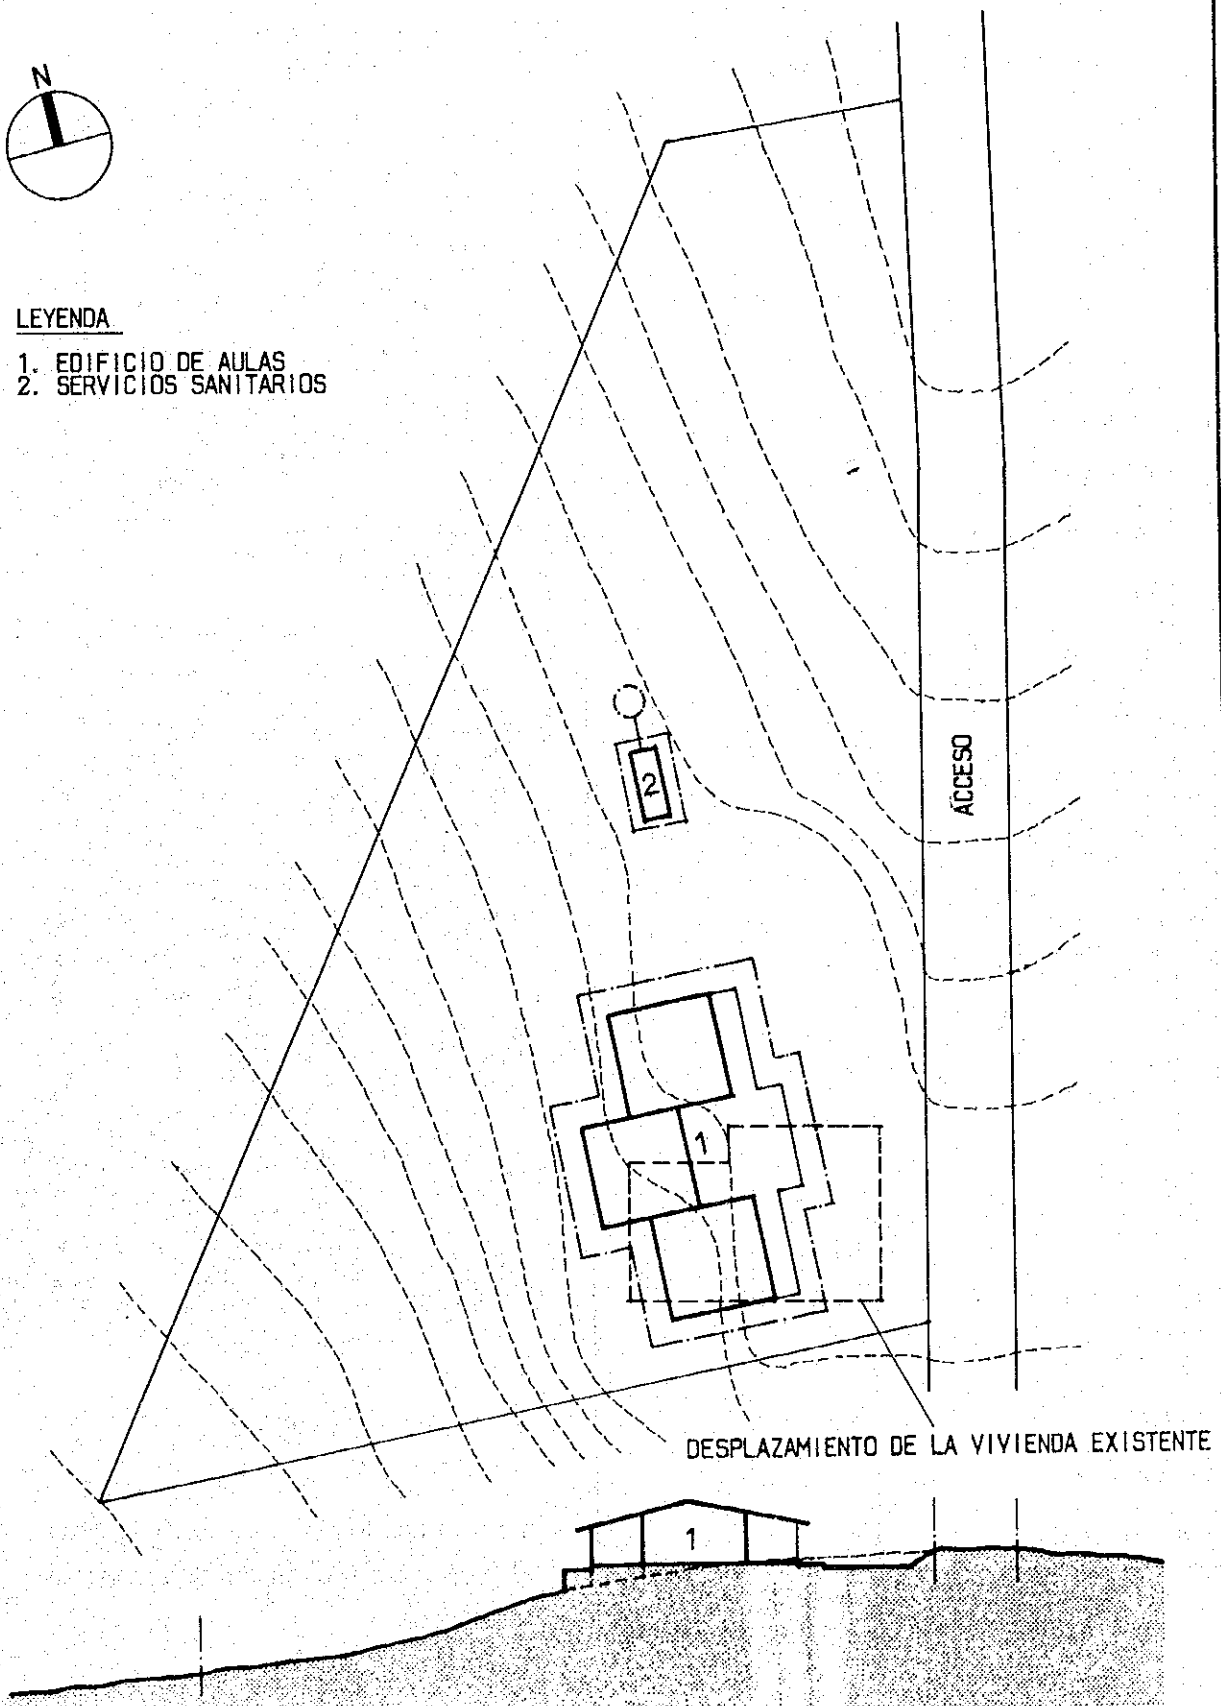 N
LEYENDA
1. EDIFICIO DE AULAS
2. SERVICIOS SANITARIOS
2
ACCESO
1
DESPLAZAMIENTO DE LA VIVIENDA EXISTENTE
1